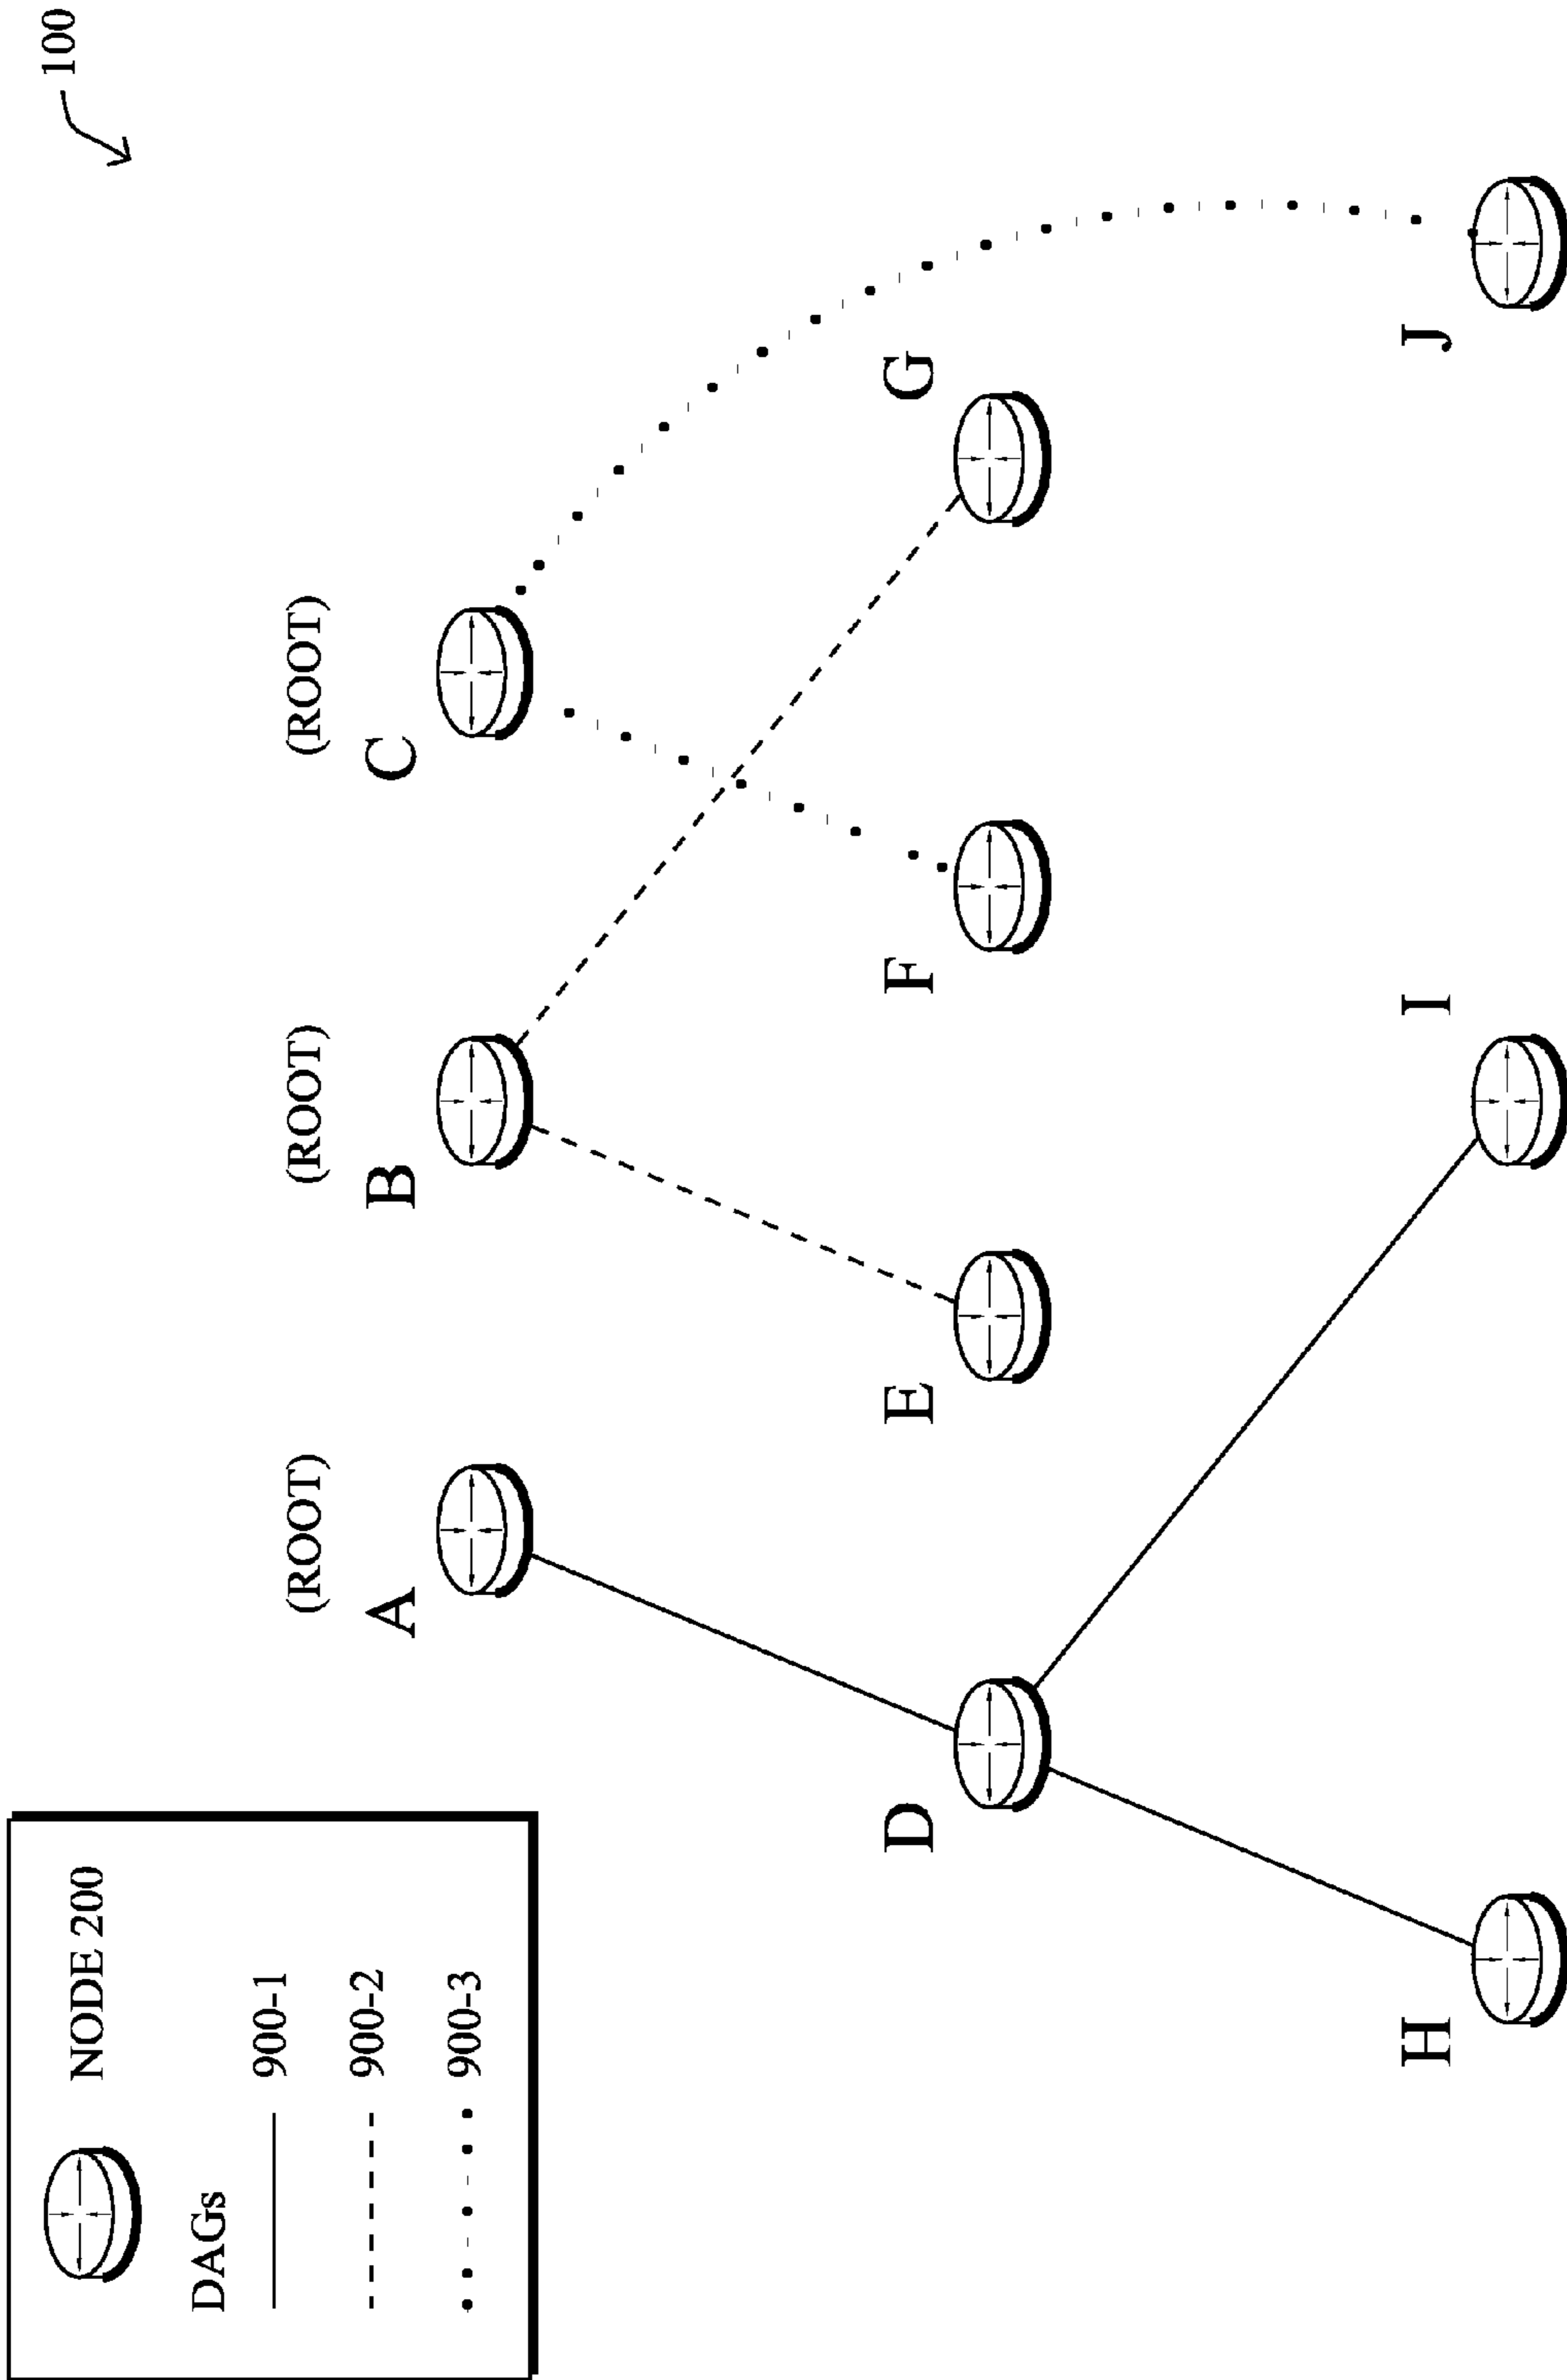 100
NODE 200
DAGs
900-1
900-2
900-3
(ROOT)
(ROOT)
(ROOT)
A
B
C
D
E
F
G
H
I
J